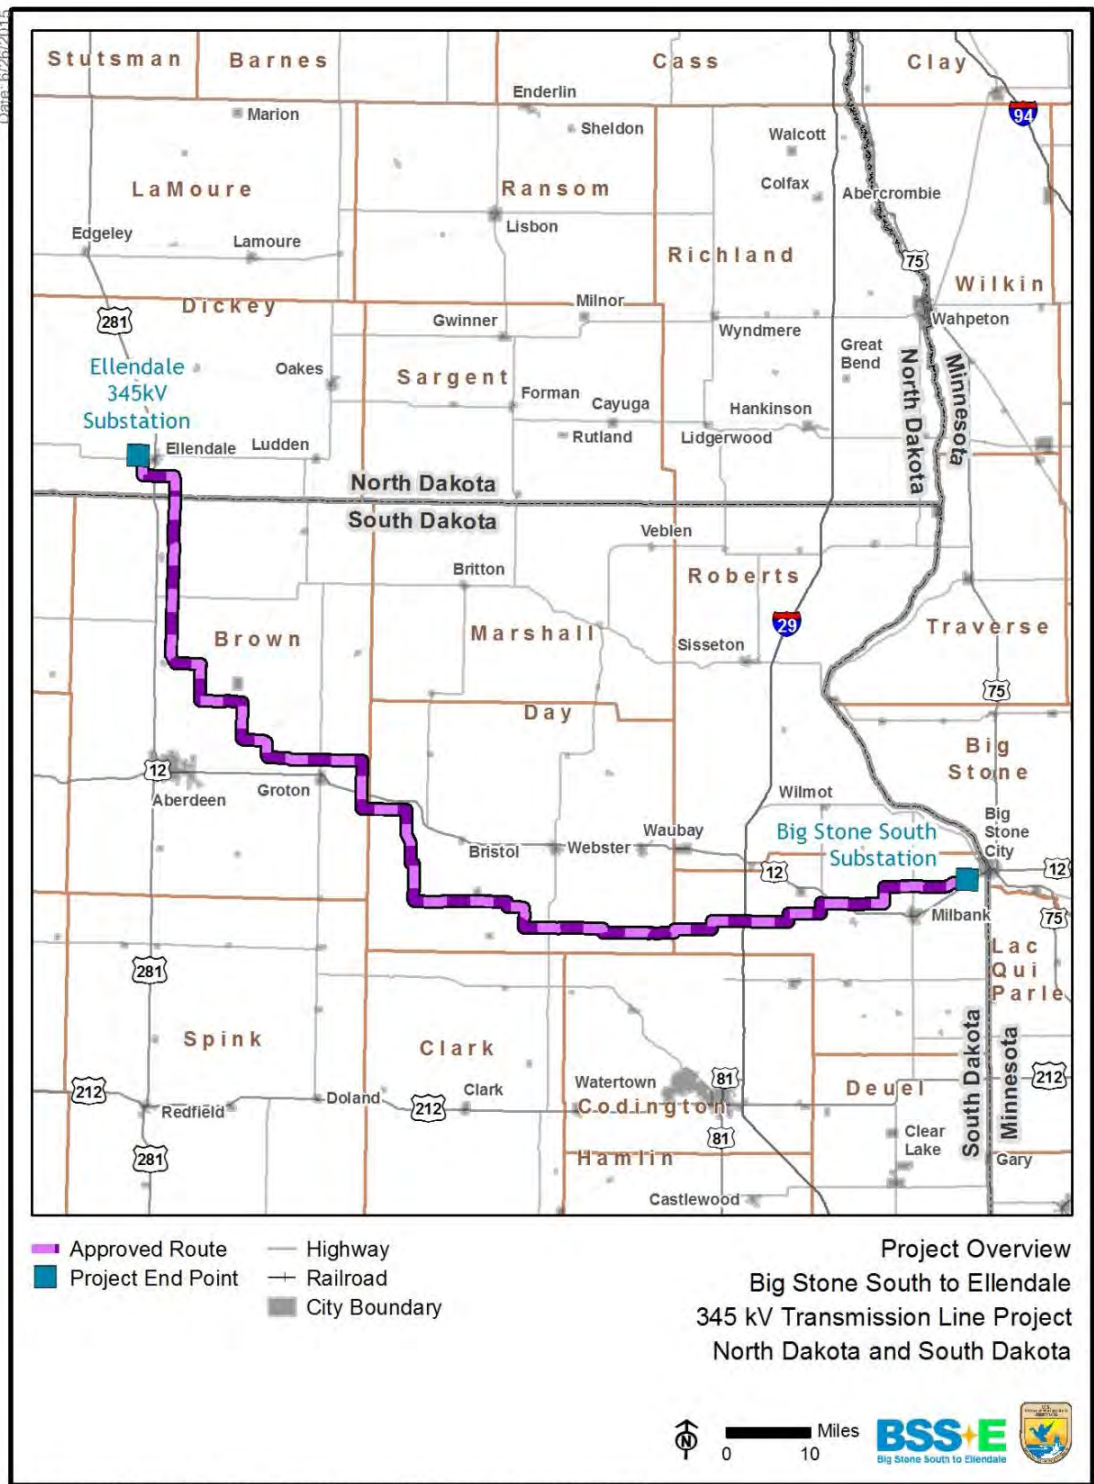 Date: 6/26/2015
Stutsman
Barnes
Cass
Clay
Enderlin
Marion
Sheldon
94
Walcott
LaMoure
Ransom
Colfax
Abercrombie
Lisbon
Edgeley
Lamoure
Richland
75
Wilkin
Dickey
Milnor
281
Gwinner
Wyndmere
Wahpeton
Great
Bend
North Dakota
Minnesota
Ellendale
345kV
Substation
Oakes
Sargent
Forman
Cayuga
Hankinson
Rutland
Lidgerwood
Ellendale
Ludden
North Dakota
South Dakota
Veblen
Britton
Roberts
Brown
Marshall
29
Traverse
Sisseton
75
Day
Big
Stone
12
Aberdeen
Groton
Wilmot
Big
Stone
City
Big Stone South
Substation
Waubay
Bristol
Webster
12
12
Milbank
75
Lac
Qui
Parle
281
Spink
Clark
South Dakota
Minnesota
212
Redfield
Doland
212
Clark
Watertown
81
Codington
Deuel
212
81
Clear
Lake
281
Hamlin
Gary
Castlewood
Approved Route
Project End Point
Highway
Railroad
City Boundary
Project Overview
Big Stone South to Ellendale
345 kV Transmission Line Project
North Dakota and South Dakota
N
Miles
0 10
BSS E
Big Stone South to Ellendale